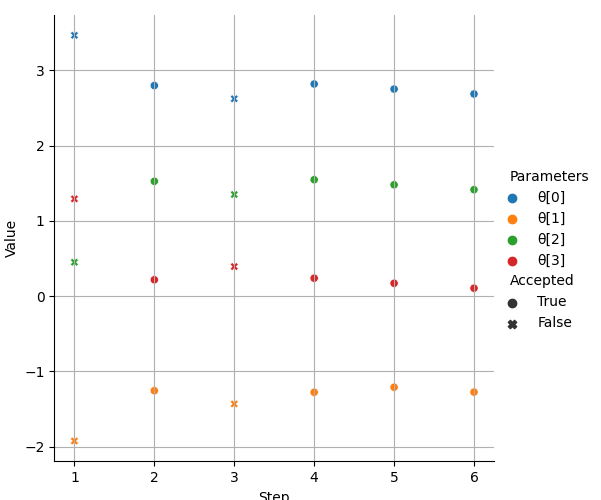 3
2
1
0
−1
−2
Value
1 2 3 4 5 6
Step
Parameters
θ[0]
θ[1]
θ[2]
θ[3]
Accepted
True
False